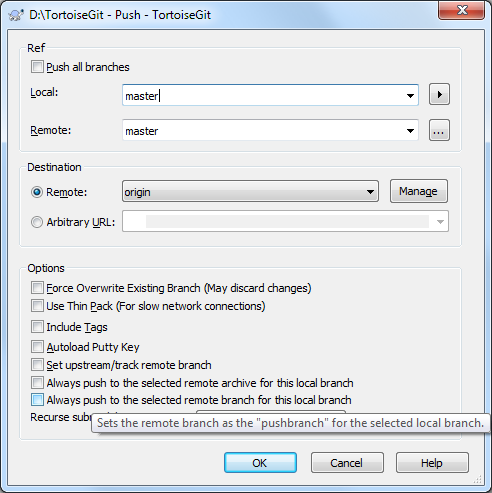 D:\TortoiseGit - Push - TortoiseGit
Ref
Push all branches
Local: master
Remote: master
...
Destination
Remote: origin Manage
Arbitrary URL:
Options
Force Overwrite Existing Branch (May discard changes)
Use Thin Pack (For slow network connections)
Include Tags
Autoload Putty Key
Set upstream/track remote branch
Always push to the selected remote archive for this local branch
Always push to the selected remote branch for this local branch
Recurse
Sets the remote branch as the "pushbranch" for the selected local branch.
OK Cancel Help